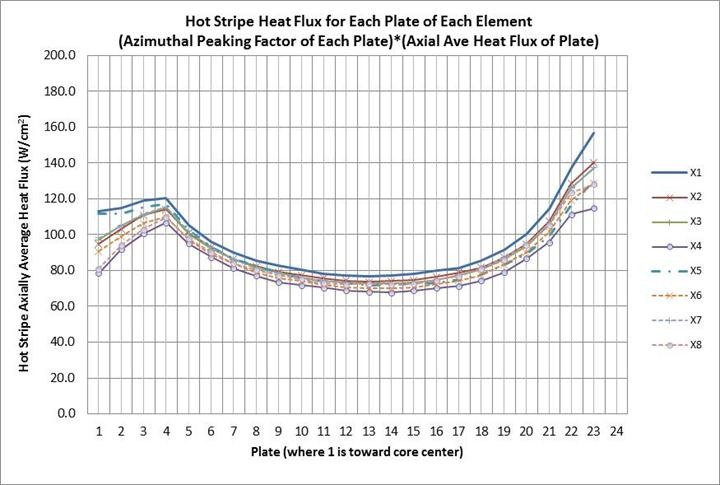 Hot Stripe Heat Flux for Each Plate of Each Element
(Azimuthal Peaking Factor of Each Plate)*(Axial Ave Heat Flux of Plate)
Hot Stripe Axially Average Heat Flux (W/cm²)
200.0
180.0
160.0
140.0
120.0
100.0
80.0
60.0
40.0
20.0
0.0
1 2 3 4 5 6 7 8 9 10 11 12 13 14 15 16 17 18 19 20 21 22 23 24
Plate (where 1 is toward core center)
X1
X2
X3
X4
X5
X6
X7
X8